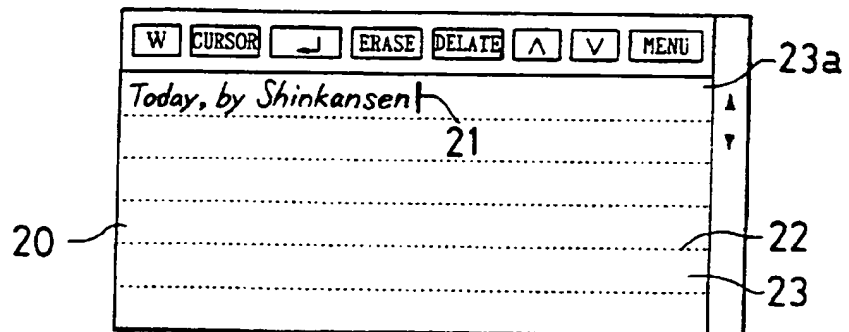 W CURSOR ↵ ERASE DELATE ∧ ∨ MENU
23a
Today, by Shinkansen
21
20
22
23